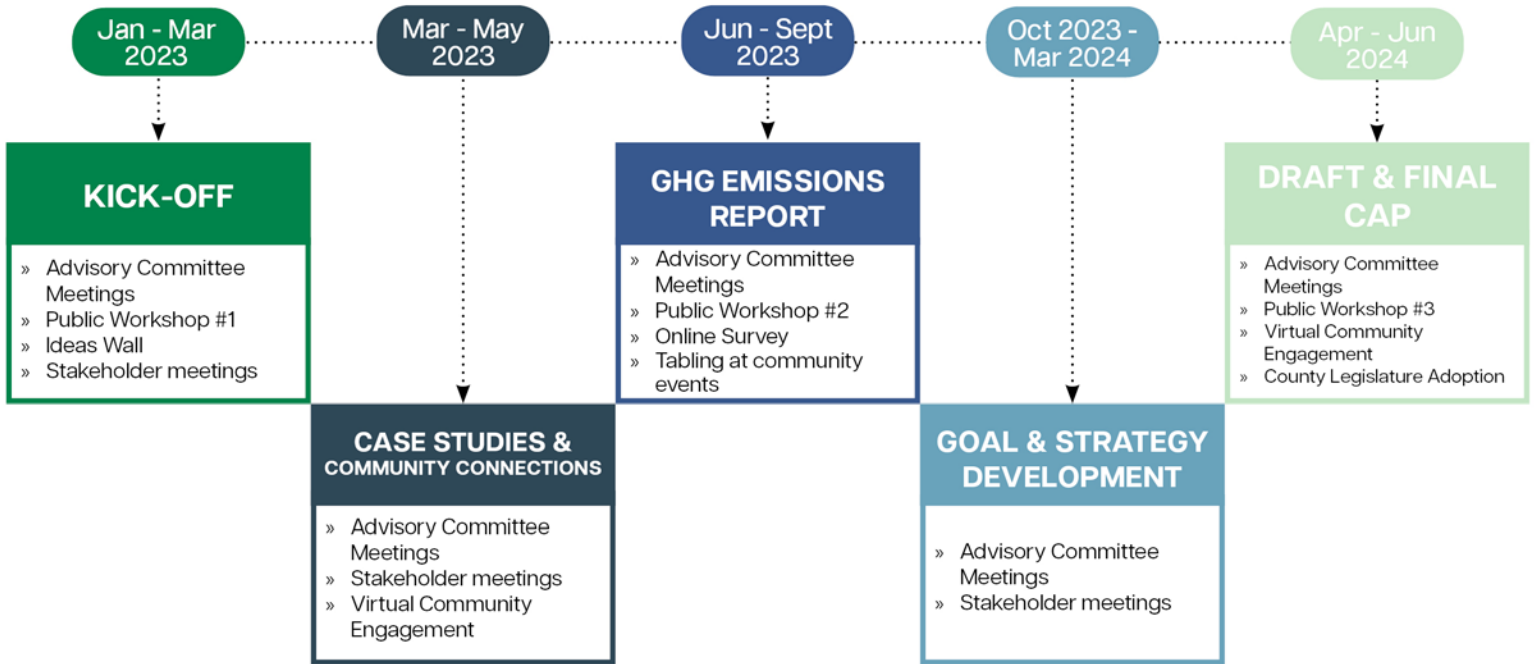 Jan - Mar
2023
Mar - May
2023
Jun - Sept
2023
Oct 2023 -
Mar 2024
Apr - Jun
2024
KICK-OFF
» Advisory Committee
Meetings
» Public Workshop #1
» Ideas Wall
» Stakeholder meetings
CASE STUDIES &
COMMUNITY CONNECTIONS
» Advisory Committee
Meetings
» Stakeholder meetings
» Virtual Community
Engagement
GHG EMISSIONS
REPORT
» Advisory Committee
Meetings
» Public Workshop #2
» Online Survey
» Tabling at community
events
GOAL & STRATEGY
DEVELOPMENT
» Advisory Committee
Meetings
» Stakeholder meetings
DRAFT & FINAL
CAP
» Advisory Committee
Meetings
» Public Workshop #3
» Virtual Community
Engagement
» County Legislature Adoption